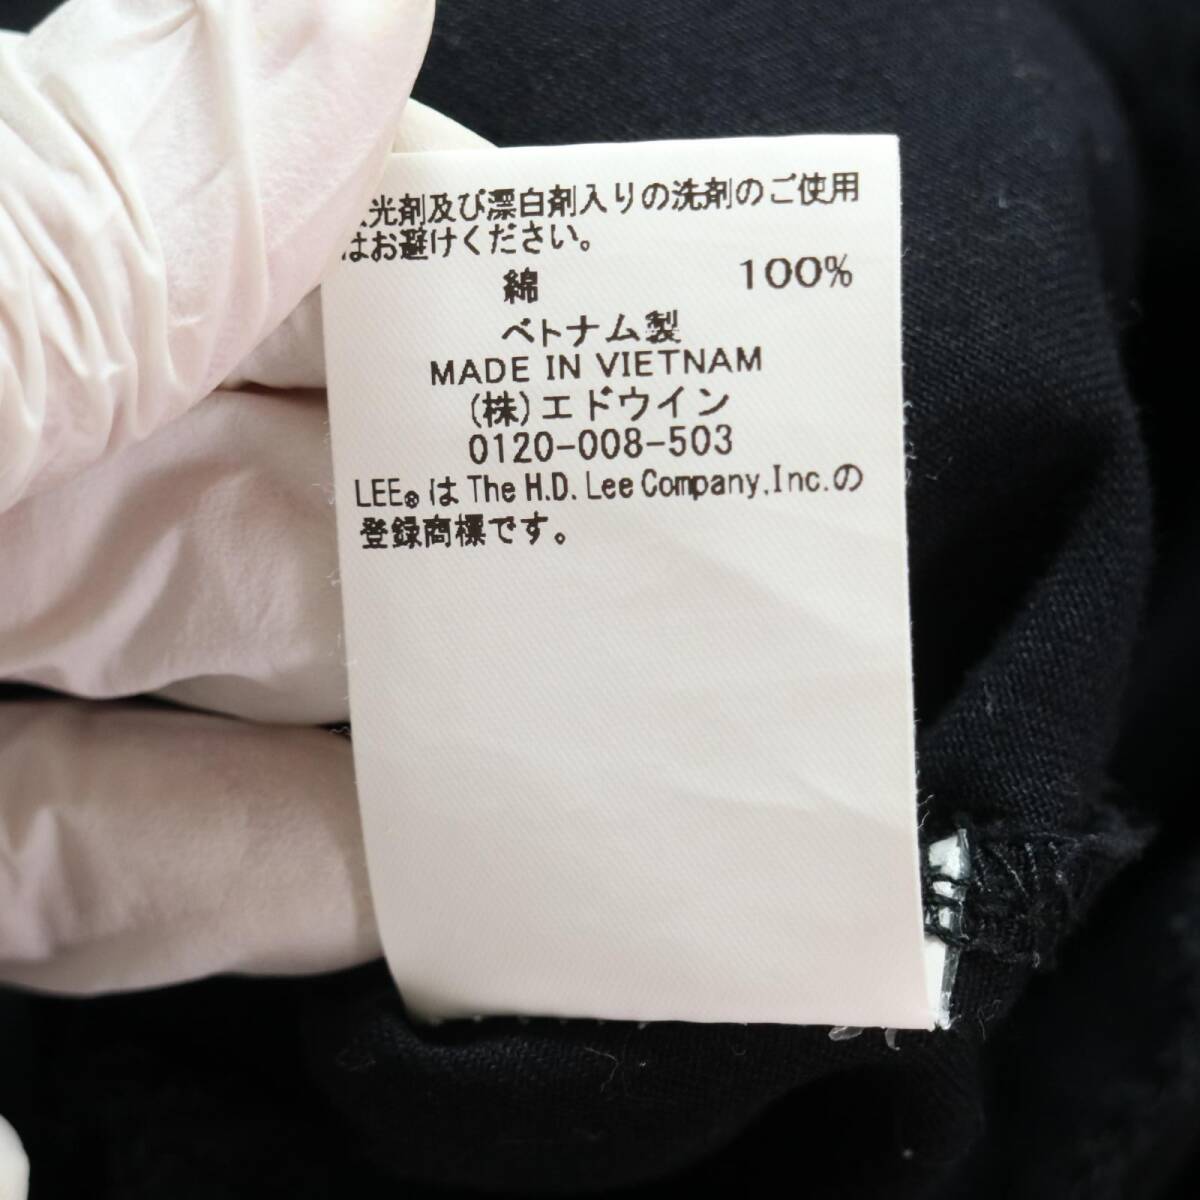 光剤及び漂白剤入りの洗剤のご使用
はお避けください。
綿 100%
ベトナム製
MADE IN VIETNAM
(株)エドウイン
0120-008-503
LEE®はThe H.D. Lee Company,Inc.の
登録商標です。